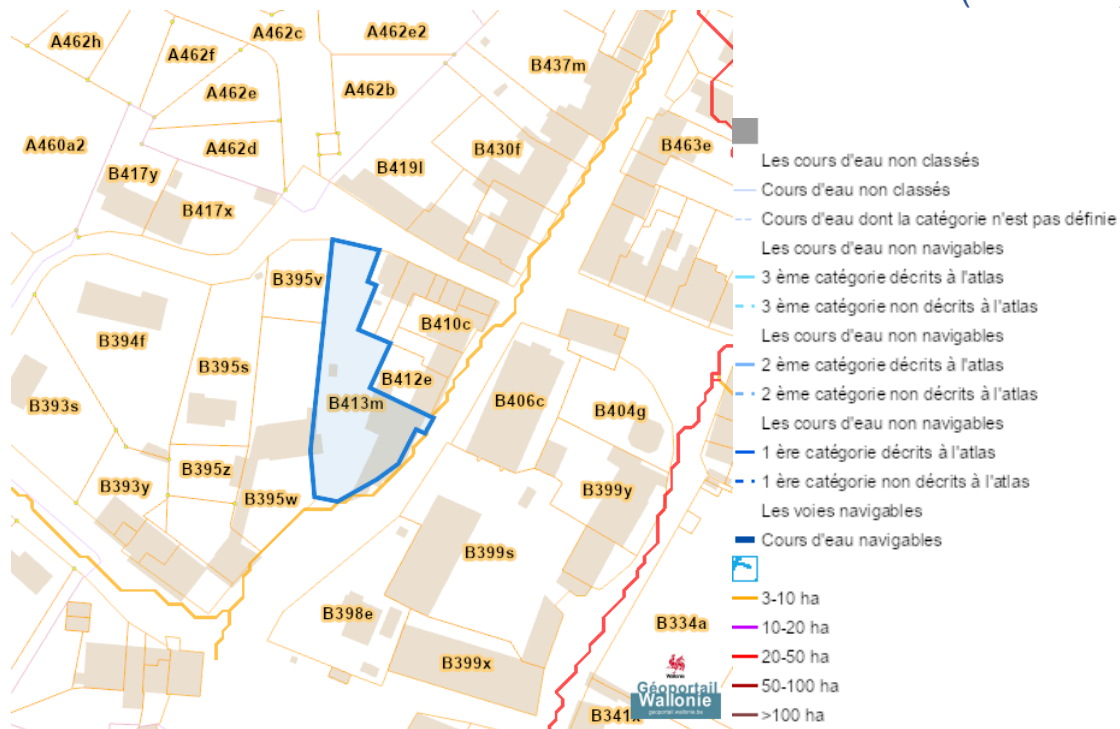 (
A462h
A462f
A462c
A462e2
A462e
A462b
B437m
A460a2
A462d
B417y
B417x
B419l
B430f
B463e
B395v
B410c
B394f
B395s
B412e
B393s
B413m
B406c
B404g
B393y
B395z
B395w
B399y
B399s
B398e
B399x
B334a
B341x
Wallonie
Géoportail
Wallonie
geoportail.wallonie.be
Les cours d'eau non classés
Cours d'eau non classés
Cours d'eau dont la catégorie n'est pas définie
Les cours d'eau non navigables
3 ème catégorie décrits à l'atlas
3 ème catégorie non décrits à l'atlas
Les cours d'eau non navigables
2 ème catégorie décrits à l'atlas
2 ème catégorie non décrits à l'atlas
Les cours d'eau non navigables
1 ère catégorie décrits à l'atlas
1 ère catégorie non décrits à l'atlas
Les voies navigables
Cours d'eau navigables
3-10 ha
10-20 ha
20-50 ha
50-100 ha
>100 ha